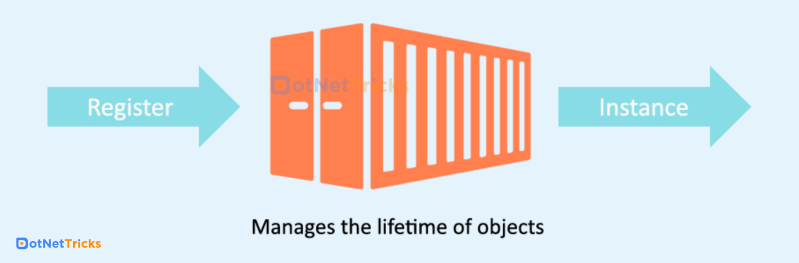 Register
DotNetTricks
Instance
Manages the lifetime of objects
DotNetTricks